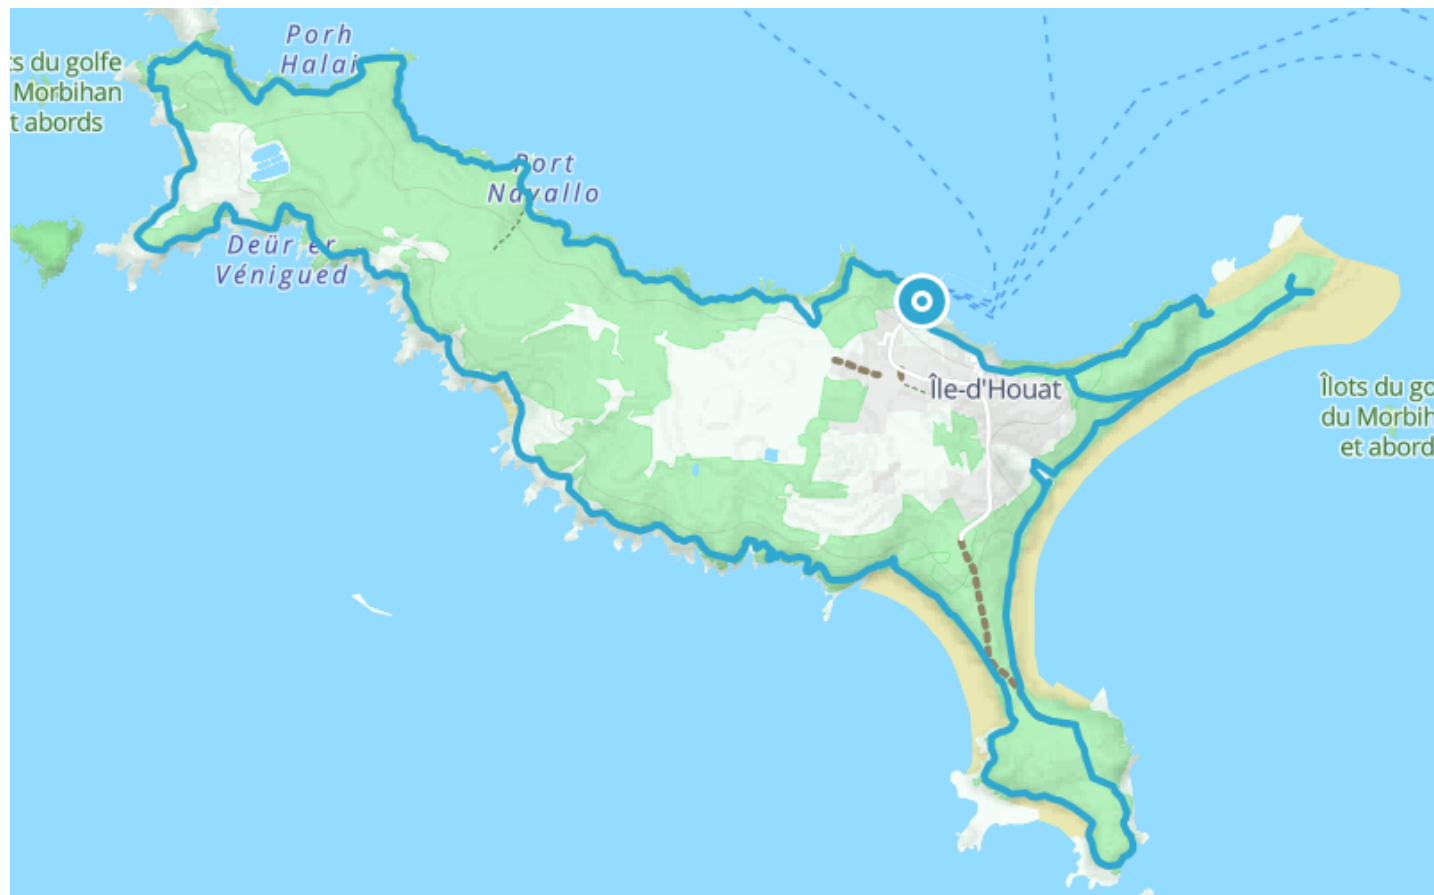 Porh
Halai
ts du golfe
Morbihan
t abords
Port
Navallo
Deür er
Vénigued
Île-d'Houat
Îlots du go
du Morbih
et abord